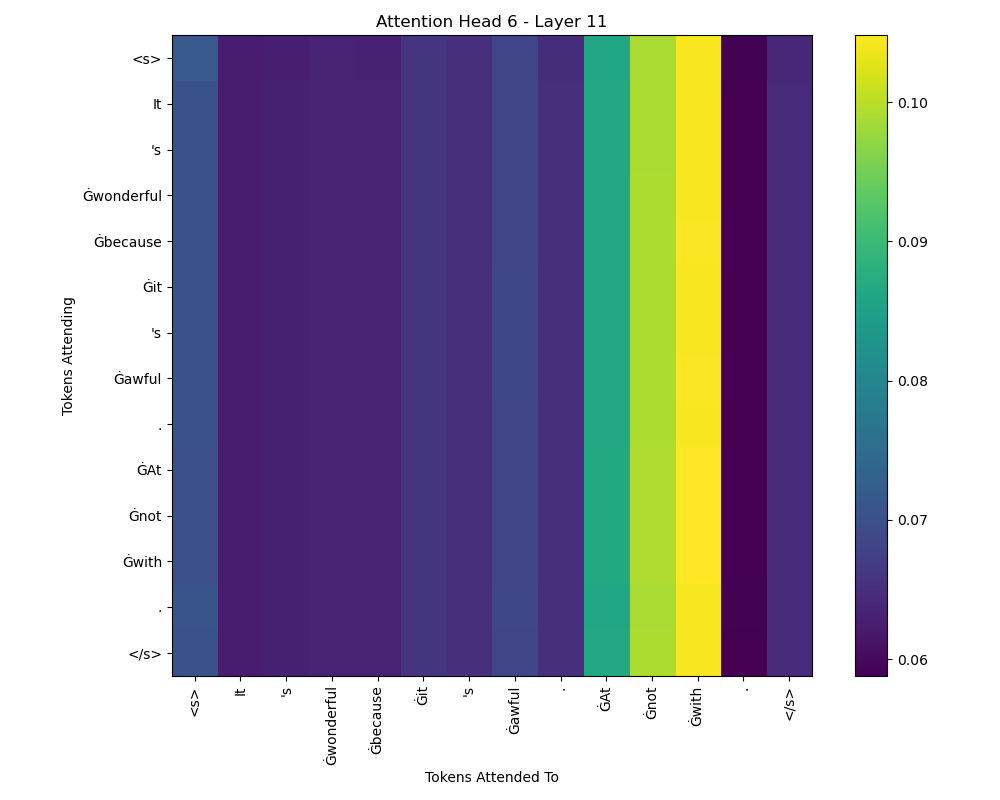 Attention Head 6 - Layer 11
<s>
It
's
Ġwonderful
Ġbecause
Ġit
's
Ġawful
.
ĠAt
Ġnot
Ġwith
.
</s>
Tokens Attending
<s>
It
's
Ġwonderful
Ġbecause
Ġit
's
Ġawful
.
ĠAt
Ġnot
Ġwith
.
</s>
Tokens Attended To
0.10
0.09
0.08
0.07
0.06